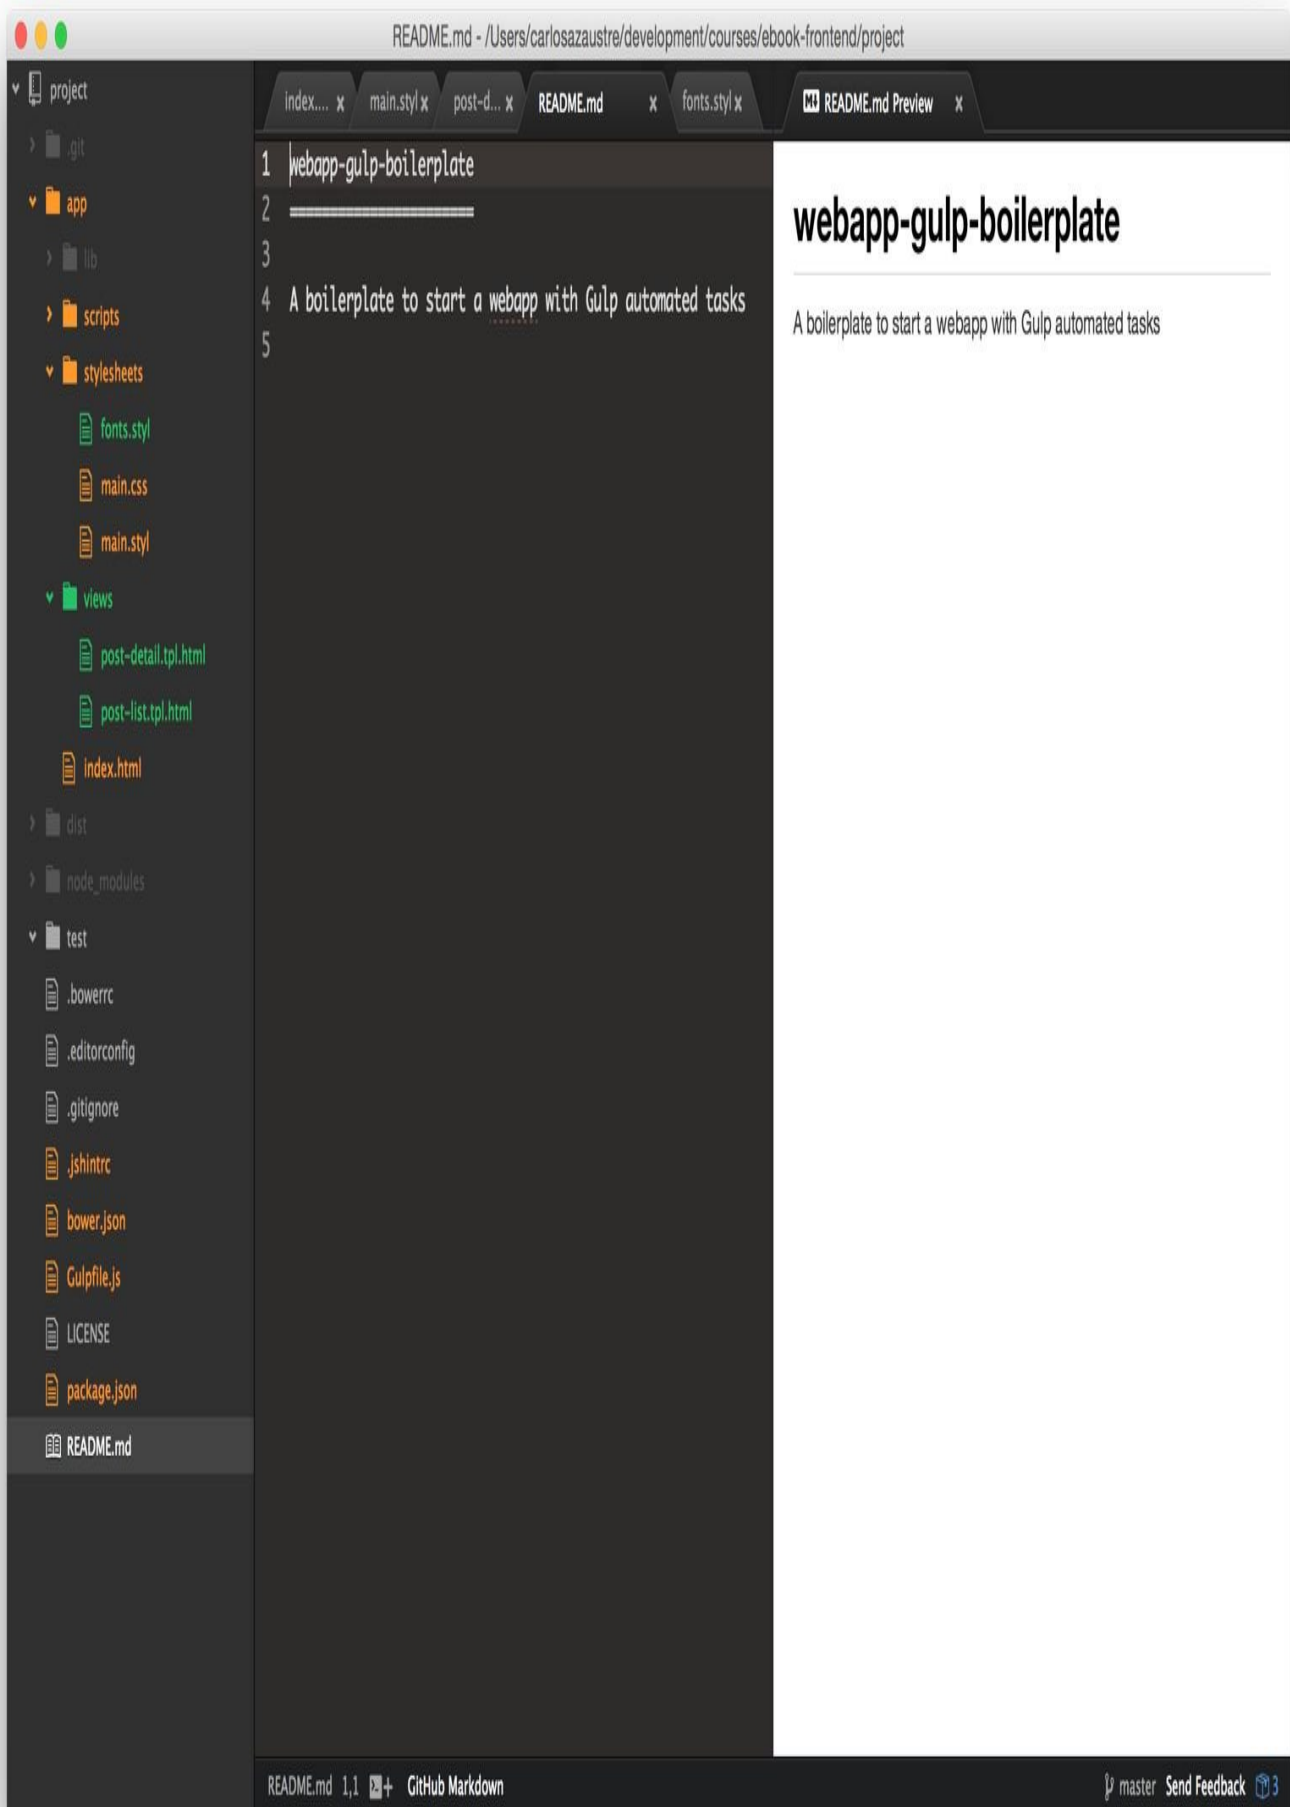 README.md - /Users/carlosazaustre/development/courses/ebook-frontend/project
project
.git
app
lib
scripts
stylesheets
fonts.styl
main.css
main.styl
views
post-detail.tpl.html
post-list.tpl.html
index.html
dist
node_modules
test
.bowerrc
.editorconfig
.gitignore
.jshintrc
bower.json
Gulpfile.js
LICENSE
package.json
README.md
index.... x main.styl x post-d... x README.md x fonts.styl x
1 webapp-gulp-boilerplate
2 =======================
3
4 A boilerplate to start a webapp with Gulp automated tasks
5
README.md Preview x
webapp-gulp-boilerplate
A boilerplate to start a webapp with Gulp automated tasks
README.md 1,1 + GitHub Markdown
master Send Feedback 3